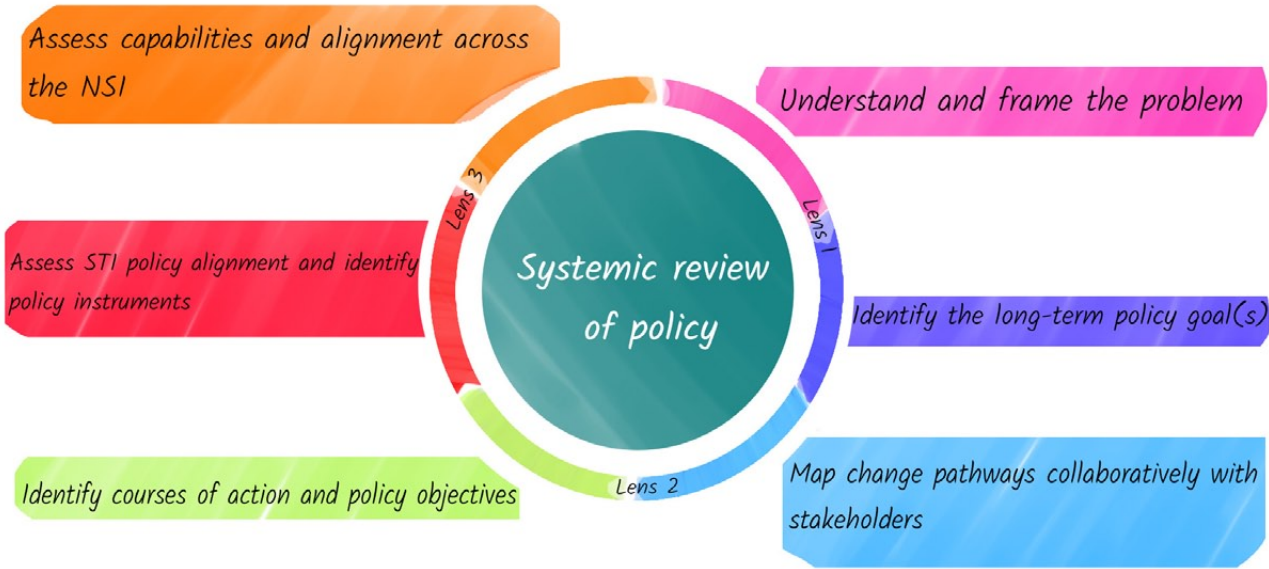 Assess capabilities and alignment across
the NSI
Understand and frame the problem
Lens 3
Lens 1
Assess STI policy alignment and identify
policy instruments
Systemic review
of policy
Identify the long-term policy goal(s)
Map change pathways collaboratively with
stakeholders
Identify courses of action and policy objectives
Lens 2